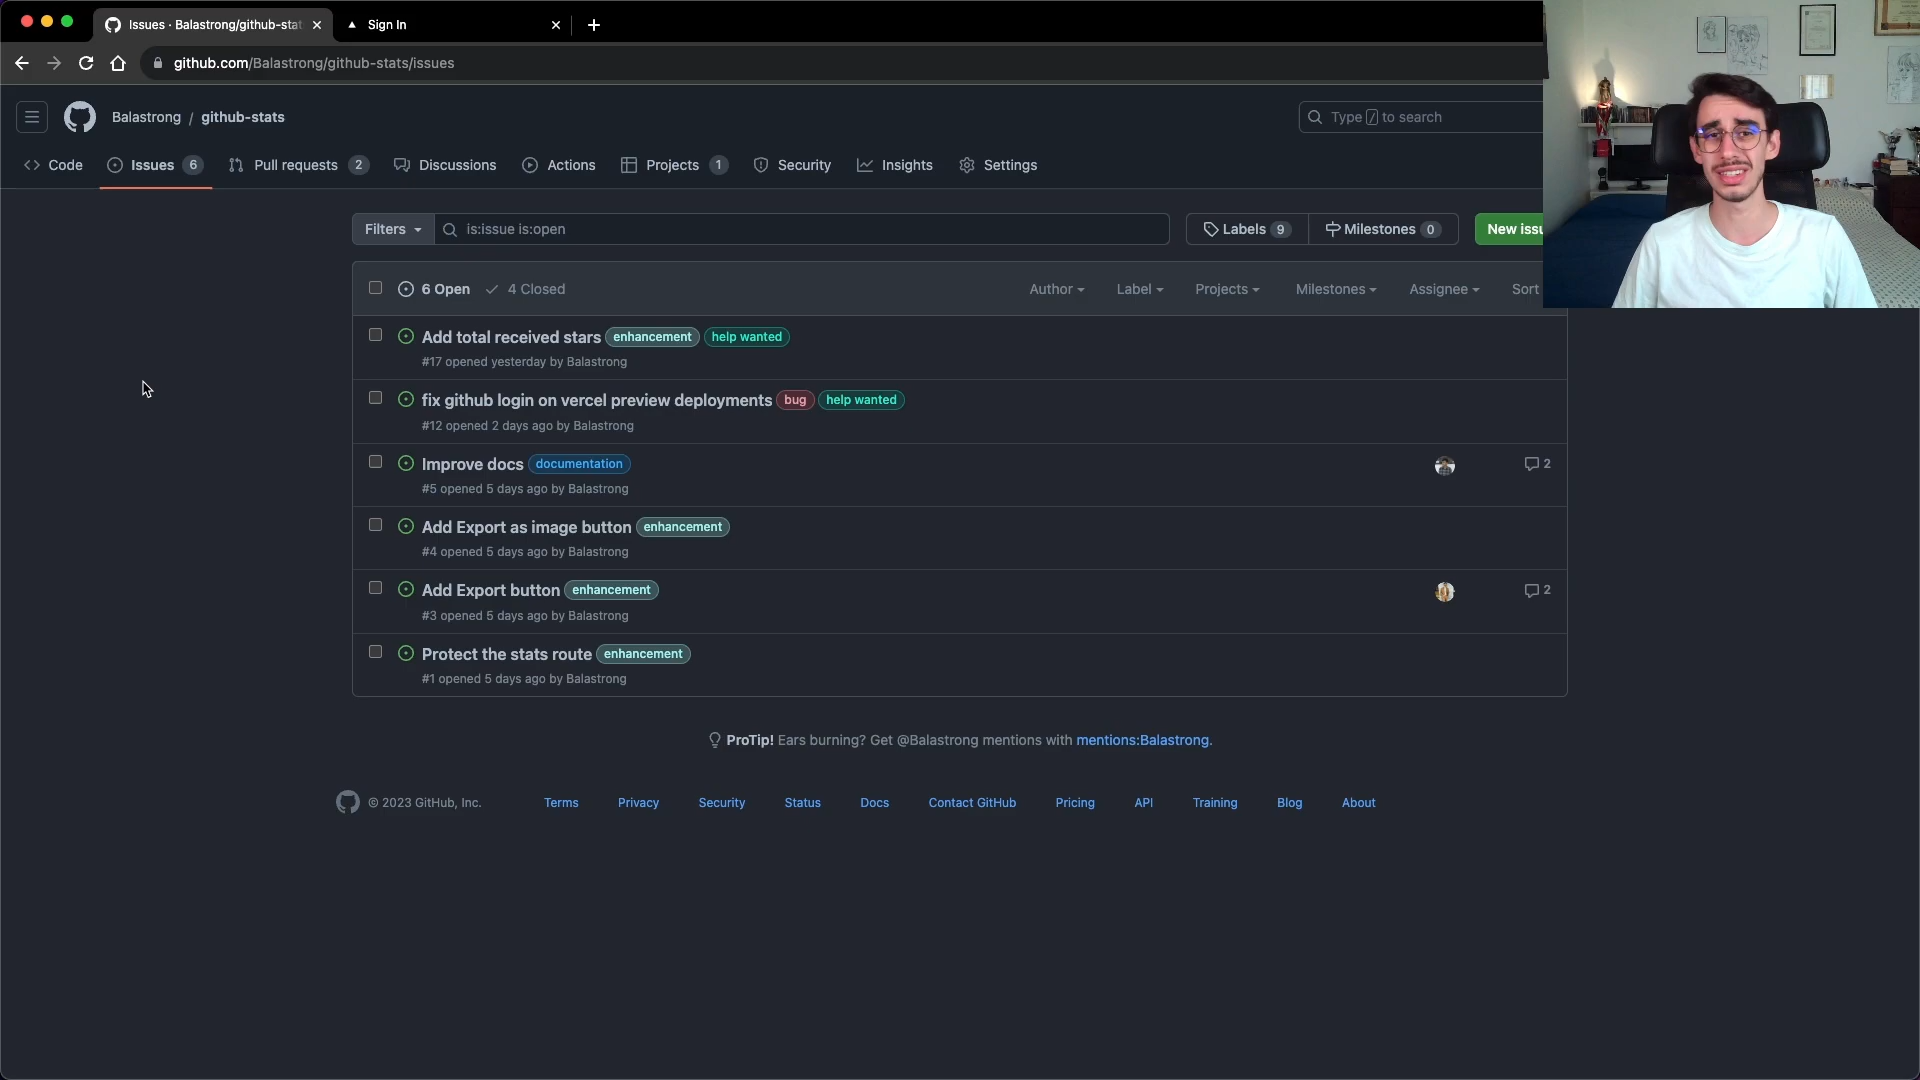 Issues · Balastrong/github-stat
Sign In
github.com/Balastrong/github-stats/issues
Balastrong / github-stats
Type / to search
Code
Issues 6
Pull requests 2
Discussions
Actions
Projects 1
Security
Insights
Settings
Filters
is:issue is:open
Labels 9
Milestones 0
New issu
6 Open
4 Closed
Author
Label
Projects
Milestones
Assignee
Sort
Add total received stars enhancement help wanted
#17 opened yesterday by Balastrong
fix github login on vercel preview deployments bug help wanted
#12 opened 2 days ago by Balastrong
Improve docs documentation 2
#5 opened 5 days ago by Balastrong
Add Export as image button enhancement
#4 opened 5 days ago by Balastrong
Add Export button enhancement 2
#3 opened 5 days ago by Balastrong
Protect the stats route enhancement
#1 opened 5 days ago by Balastrong
ProTip! Ears burning? Get @Balastrong mentions with mentions:Balastrong.
© 2023 GitHub, Inc.
Terms
Privacy
Security
Status
Docs
Contact GitHub
Pricing
API
Training
Blog
About